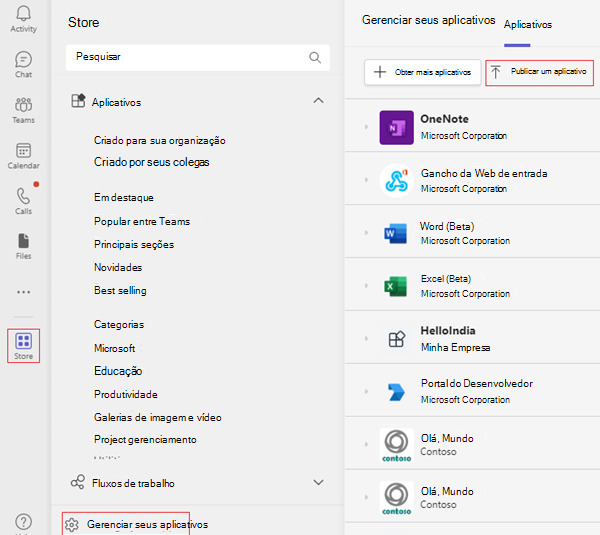 Activity
Chat
Teams
Calendar
Calls
Files
Store
Store
Pesquisar
Aplicativos
Criado para sua organização
Criado por seus colegas
Em destaque
Popular entre Teams
Principais seções
Novidades
Best selling
Categorias
Microsoft
Educação
Produtividade
Galerias de imagem e vídeo
Project gerenciamento
Fluxos de trabalho
Gerenciar seus aplicativos
Gerenciar seus aplicativos
Aplicativos
Obter mais aplicativos
Publicar um aplicativo
OneNote
Microsoft Corporation
Gancho da Web de entrada
Microsoft Corporation
Word (Beta)
Microsoft Corporation
Excel (Beta)
Microsoft Corporation
HelloIndia
Minha Empresa
Portal do Desenvolvedor
Microsoft Corporation
contoso
Olá, Mundo
Contoso
contoso
Olá, Mundo
Contoso